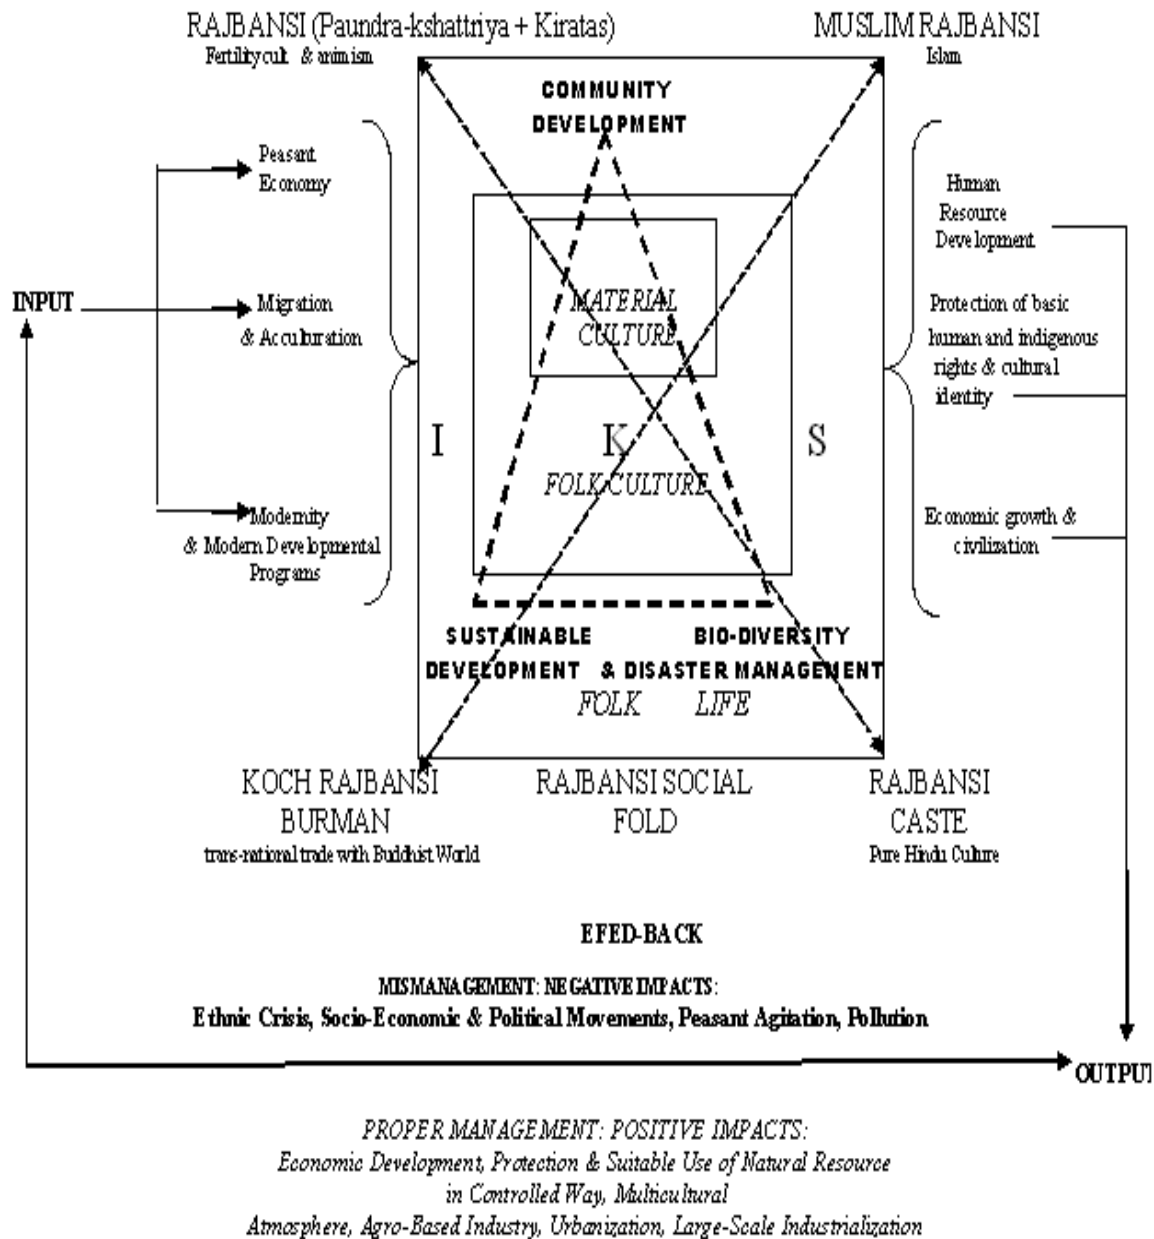 RAJBANSI (Paundra-kshattriya + Kiratas)
Fertility cult & animism
MUSLIM RAJBANSI
Islam
COMMUNITY
DEVELOPMENT
Peasant
Economy
INPUT
Migration
& Acculturation
Modernity
& Modern Developmental
Programs
MATERIAL
CULTURE
I K S
FOLK CULTURE
Human
Resource
Development
Protection of basic
human and indigenous
rights & cultural
identity
Economic growth &
civilization
SUSTAINABLE BIO-DIVERSITY
DEVELOPMENT & DISASTER MANAGEMENT
FOLK LIFE
KOCH RAJBANSI
BURMAN
trans-national trade with Buddhist World
RAJBANSI SOCIAL
FOLD
RAJBANSI
CASTE
Pure Hindu Culture
EFED-BACK
MISMANAGEMENT: NEGATIVE IMPACTS:
Ethnic Crisis, Socio-Economic & Political Movements, Peasant Agitation, Pollution
OUTPUT
PROPER MANAGEMENT: POSITIVE IMPACTS:
Economic Development, Protection & Suitable Use of Natural Resource
in Controlled Way, Multicultural
Atmosphere, Agro-Based Industry, Urbanization, Large-Scale Industrialization